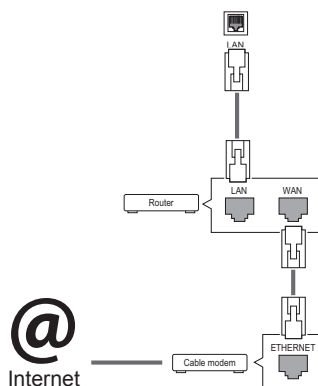 LAN
LAN WAN
Router
ETHERNET
Cable modem
@
Internet